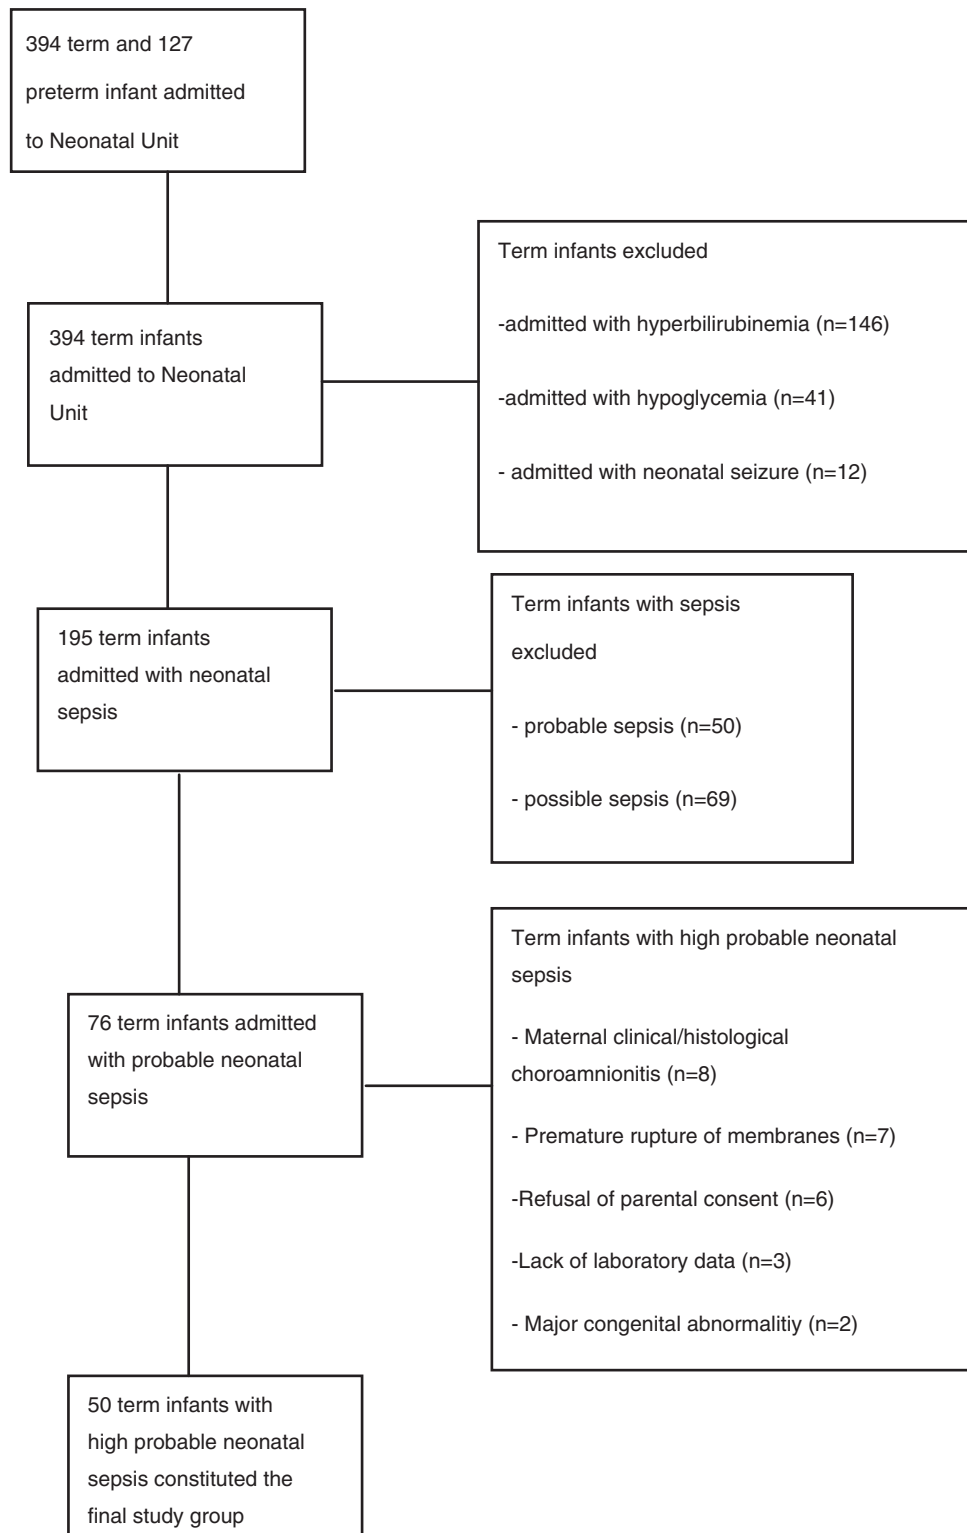 394 term and 127
preterm infant admitted
to Neonatal Unit
Term infants excluded
-admitted with hyperbilirubinemia (n=146)
-admitted with hypoglycemia (n=41)
- admitted with neonatal seizure (n=12)
394 term infants
admitted to Neonatal
Unit
Term infants with sepsis
excluded
- probable sepsis (n=50)
- possible sepsis (n=69)
195 term infants
admitted with neonatal
sepsis
Term infants with high probable neonatal
sepsis
- Maternal clinical/histological
choroamnionitis (n=8)
- Premature rupture of membranes (n=7)
-Refusal of parental consent (n=6)
-Lack of laboratory data (n=3)
- Major congenital abnormalitiy (n=2)
76 term infants admitted
with probable neonatal
sepsis
50 term infants with
high probable neonatal
sepsis constituted the
final study group